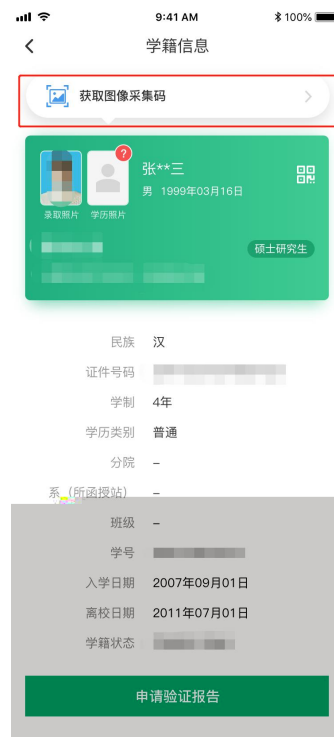 9:41 AM
100%
学籍信息
获取图像采集码
?
张**三
男 1999年03月16日
录取照片 学历照片
硕士研究生
民族 汉
证件号码
学制 4年
学历类别 普通
分院 –
系（所函授站） –
班级 –
学号
入学日期 2007年09月01日
离校日期 2011年07月01日
学籍状态
申请验证报告